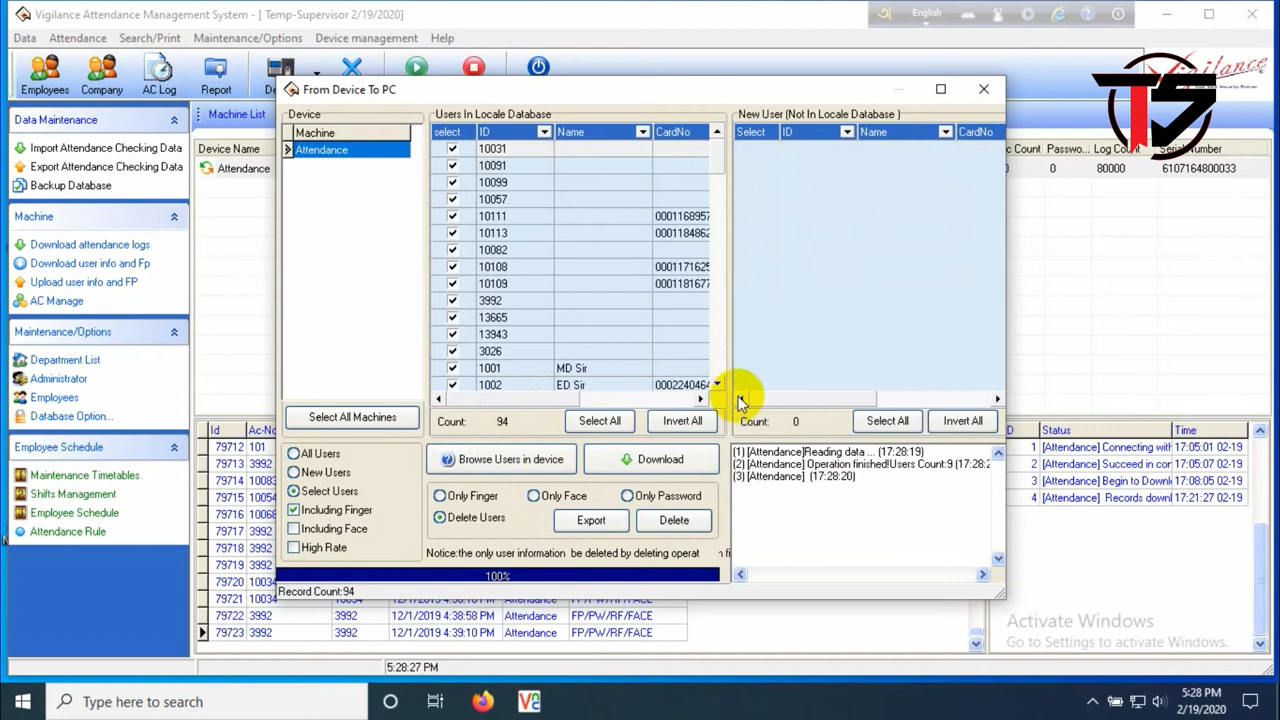 Vigilance Attendance Management System - [ Temp-Supervisor 2/19/2020]
English
Data Attendance Search/Print Maintenance/Options Device management Help
Employees Company AC Log Report
Vigilance
Data Maintenance
Import Attendance Checking Data
Export Attendance Checking Data
Backup Database
Machine
Download attendance logs
Download user info and Fp
Upload user info and FP
AC Manage
Maintenance/Options
Department List
Administrator
Employees
Database Option...
Employee Schedule
Maintenance Timetables
Shifts Management
Employee Schedule
Attendance Rule
Machine List
Device Name
Attendance
Count Passwo... Log Count
0 80000 6107164800033
From Device To PC
Device
Machine
Attendance
Select All Machines
Users In Locale Database
select ID Name CardNo
10031
10091
10099
10057
10111 0001168957
10113 0001184862
10082
10108 0001171625
10109 0001181677
3992
13665
13943
3026
1001 MD Sir
1002 ED Sir 0002240464
Count: 94 Select All Invert All
New User (Not In Locale Database )
Select ID Name CardNo
Count: 0 Select All Invert All
All Users
New Users
Select Users
Including Finger
Including Face
High Rate
Browse Users in device Download
Only Finger Only Face Only Password
Delete Users Export Delete
Notice:the only user information be deleted by deleting operat
100%
Record Count:94
(1) [Attendance]Reading data ... (17:28:19)
(2) [Attendance] Operation finished!Users Count:9 (17:28:2
(3) [Attendance] (17:28:20)
Id Ac-No
79712 101
79713 3992
79714 1005
79715 1054
79716 1006
79717 3992
79718 3992
79719 3992
79720 1003
79721 10034
79722 3992 3992 12/1/2019 4:38:58 PM Attendance FP/PW/RF/FACE
79723 3992 3992 12/1/2019 4:39:10 PM Attendance FP/PW/RF/FACE
ID Status Time
1 [Attendance] Connecting with 17:05:01 02-19
2 [Attendance] Succeed in con 17:05:07 02-19
3 [Attendance] Begin to Downl 17:08:05 02-19
4 [Attendance] Records downl 17:21:27 02-19
Activate Windows
Go to Settings to activate Windows.
5:28:27 PM
Type here to search
5:28 PM
2/19/2020